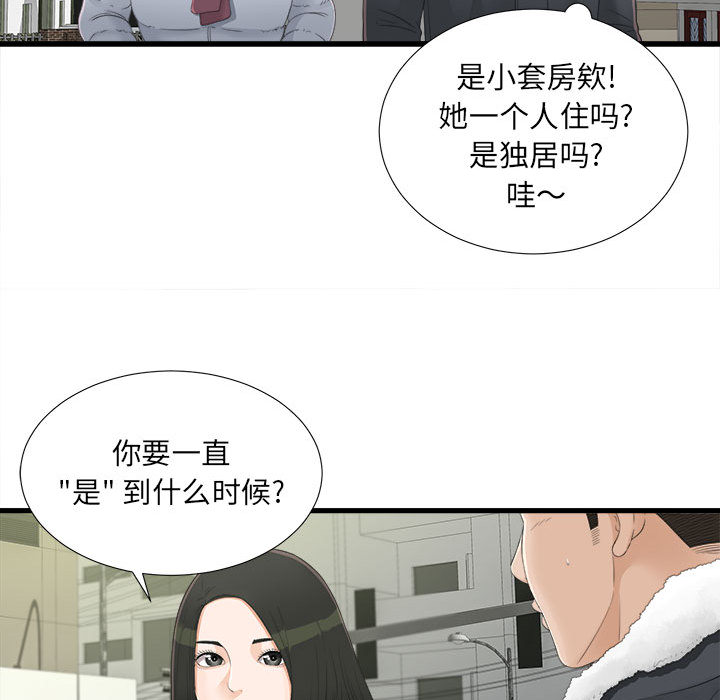 是小套房欸!
她一个人住吗?
是独居吗?
哇～
你要一直
"是" 到什么时候?